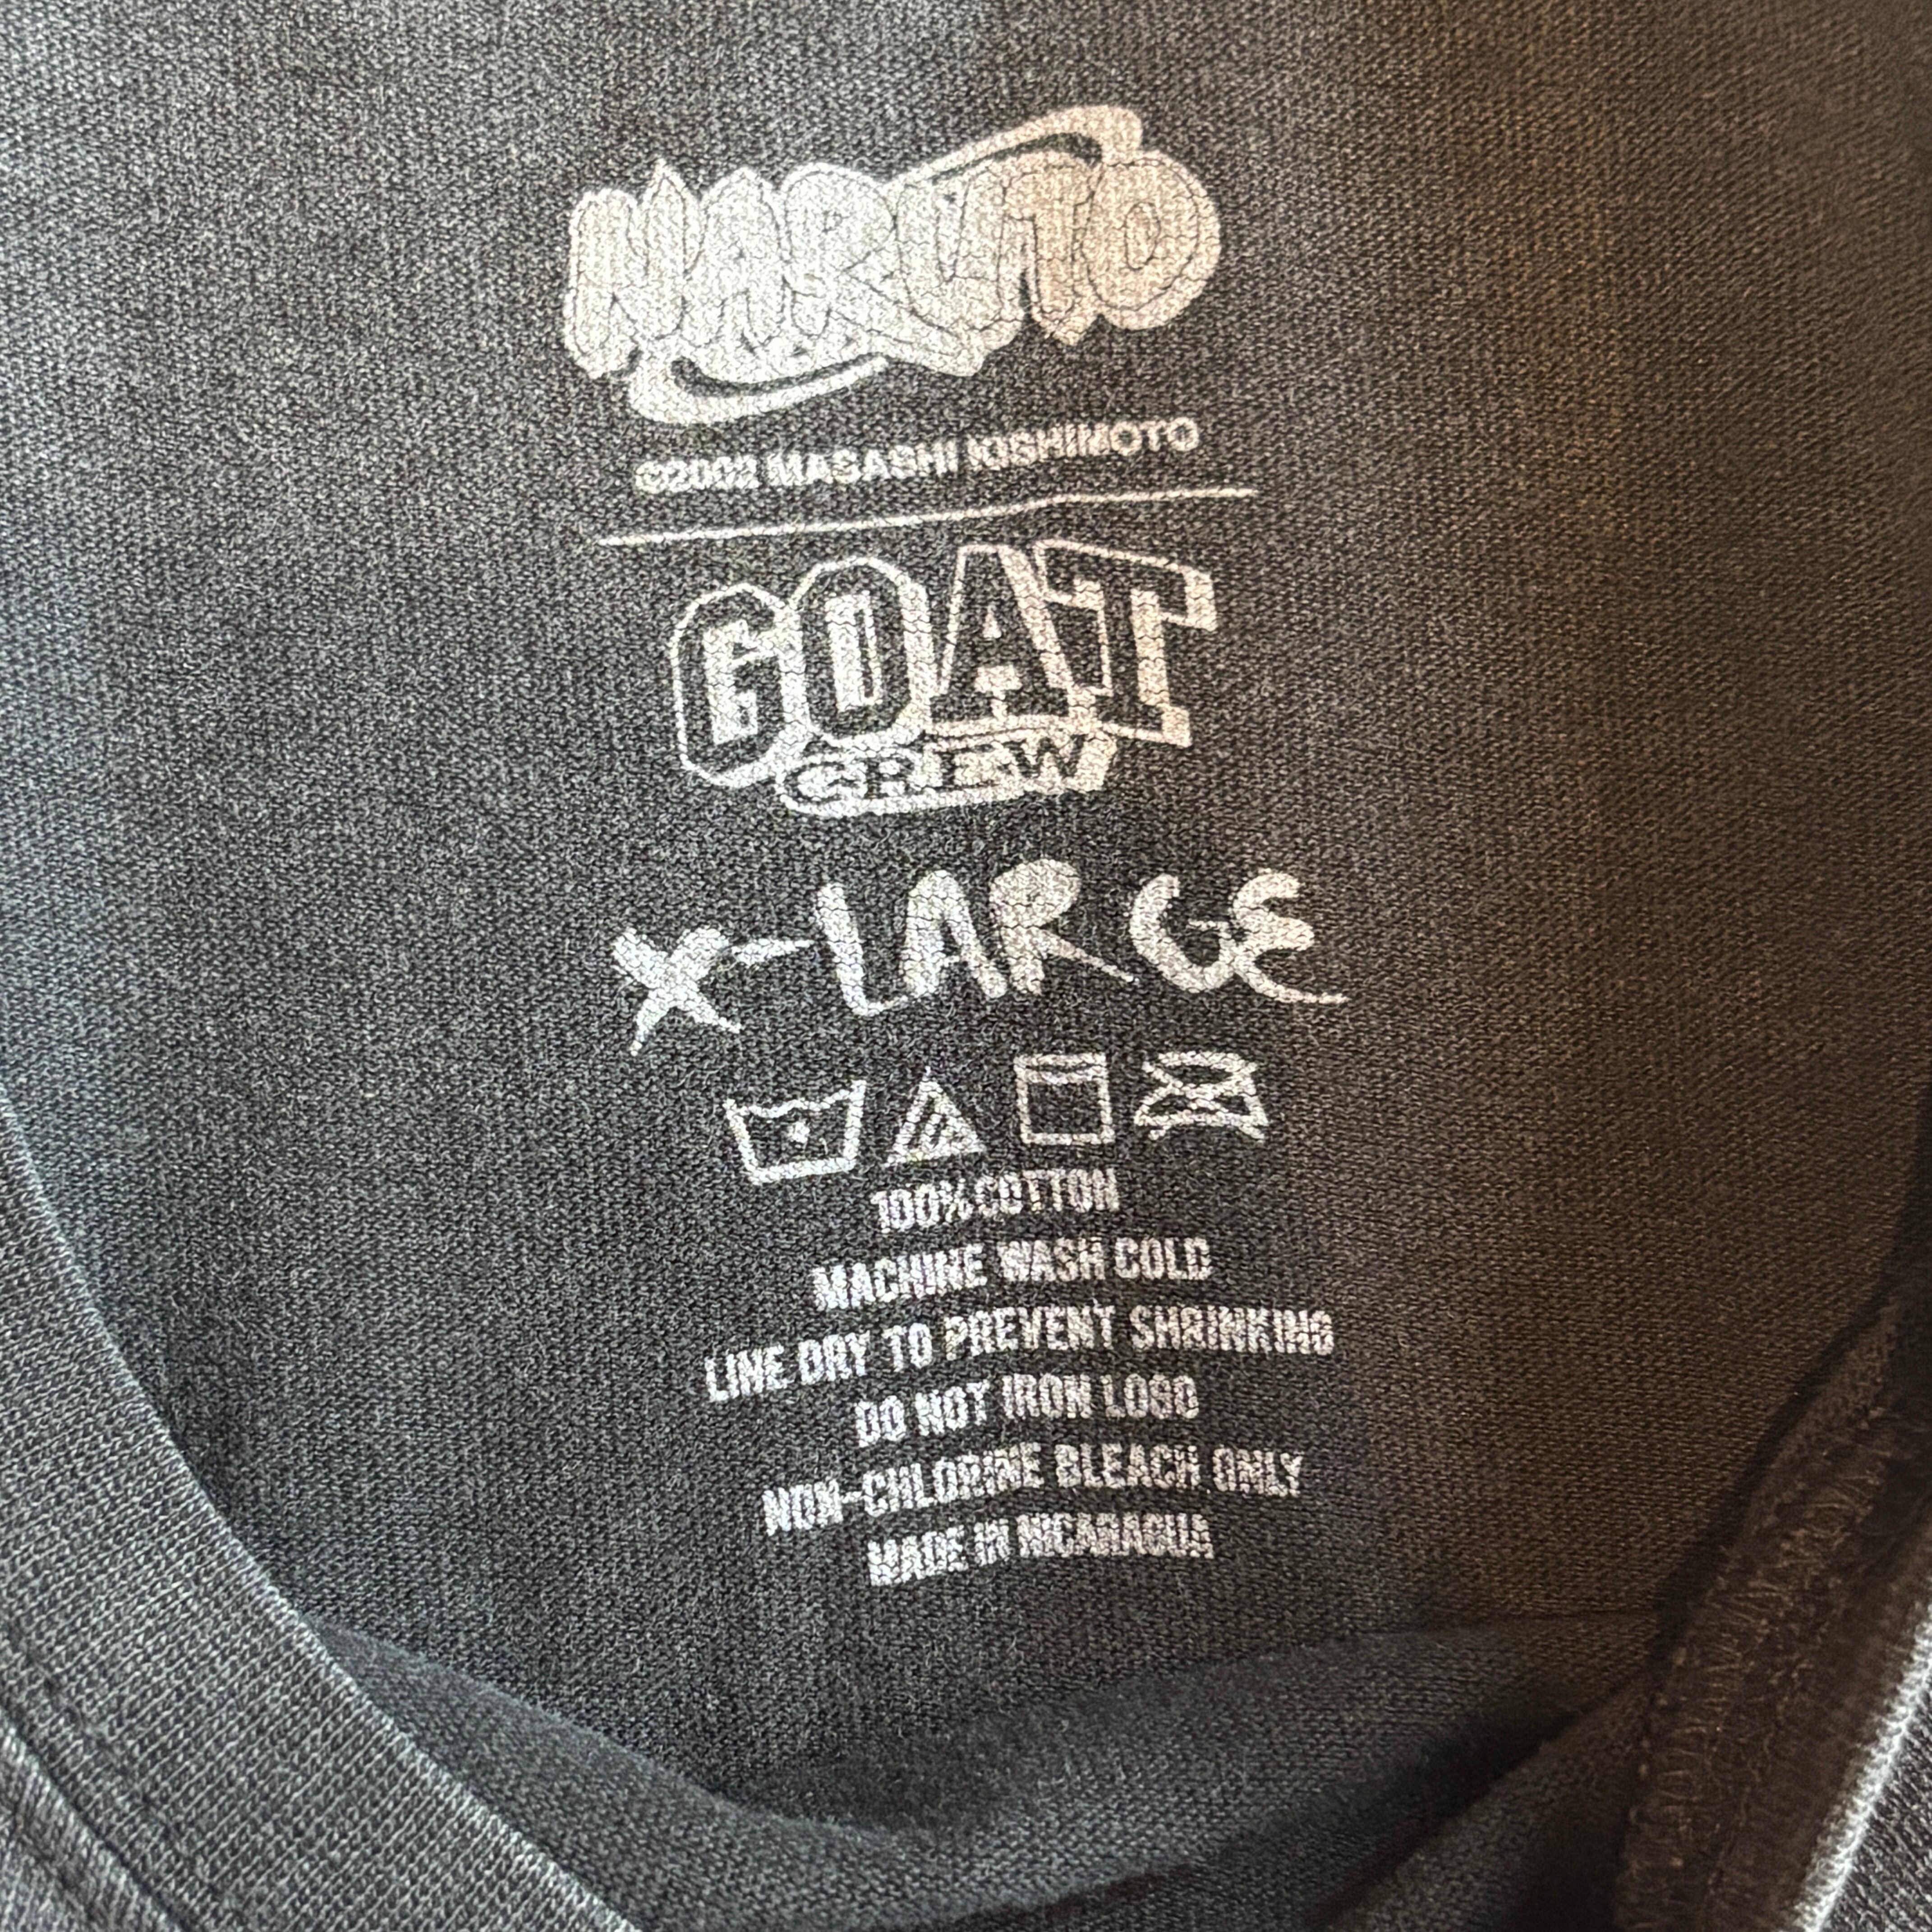 NARUTO
©2002 MASASHI KISHIMOTO
GOAT
CREW
X-LARGE
100% COTTON
MACHINE WASH COLD
LINE DRY TO PREVENT SHRINKING
DO NOT IRON LOGO
NON-CHLORINE BLEACH ONLY
MADE IN NICARAGUA